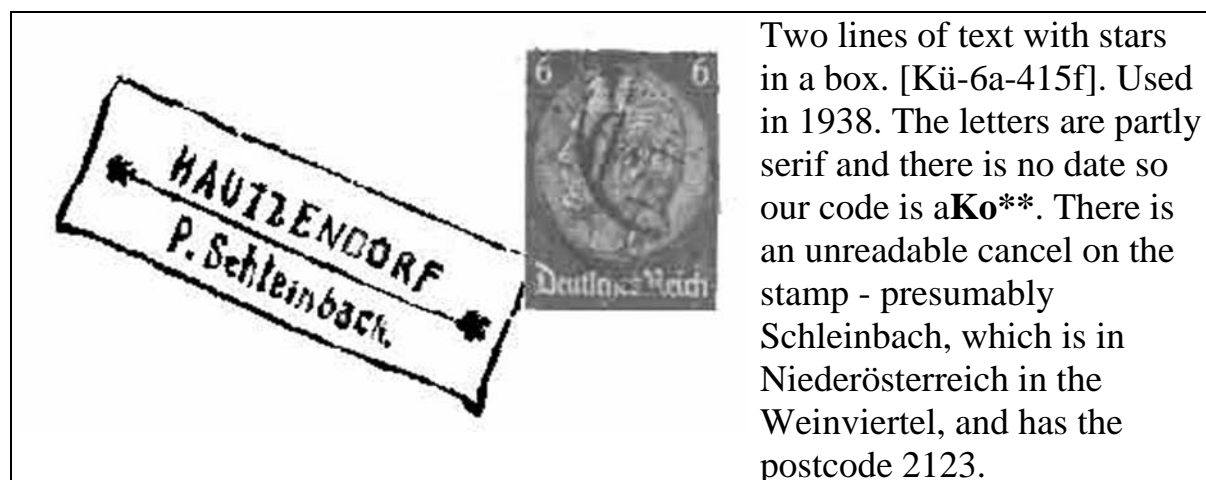 HAUTZENDORF
P. Schleinbach.
6 6
Deutsches Reich
Two lines of text with stars
in a box. [Kü-6a-415f]. Used
in 1938. The letters are partly
serif and there is no date so
our code is aKo**. There is
an unreadable cancel on the
stamp - presumably
Schleinbach, which is in
Niederösterreich in the
Weinviertel, and has the
postcode 2123.